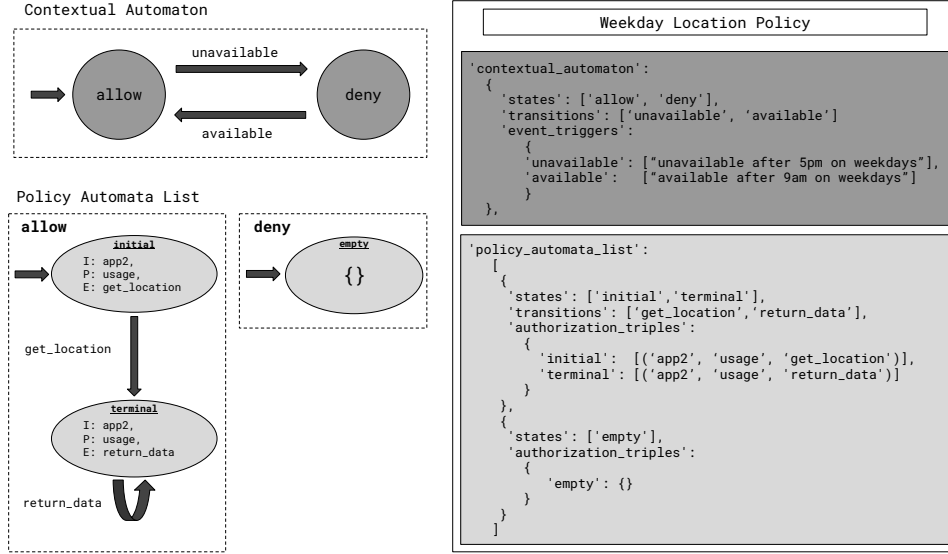 Contextual Automaton
allow
unavailable
available
deny
Policy Automata List
allow
initial
I: app2,
P: usage,
E: get_location
get_location
terminal
I: app2,
P: usage,
E: return_data
return_data
deny
empty
{}
Weekday Location Policy
'contextual_automaton':
{
'states': ['allow', 'deny'],
'transitions': [‘unavailable’, ‘available’]
'event_triggers':
{
'unavailable': [“unavailable after 5pm on weekdays”],
'available': [“available after 9am on weekdays”]
}
},
'policy_automata_list':
[
{
'states': ['initial','terminal'],
'transitions': ['get_location','return_data'],
'authorization_triples':
{
'initial': [(‘app2’, ‘usage’, 'get_location')],
'terminal': [(‘app2’, ‘usage’, 'return_data')]
}
},
{
'states': ['empty'],
'authorization_triples':
{
'empty': {}
}
}
]